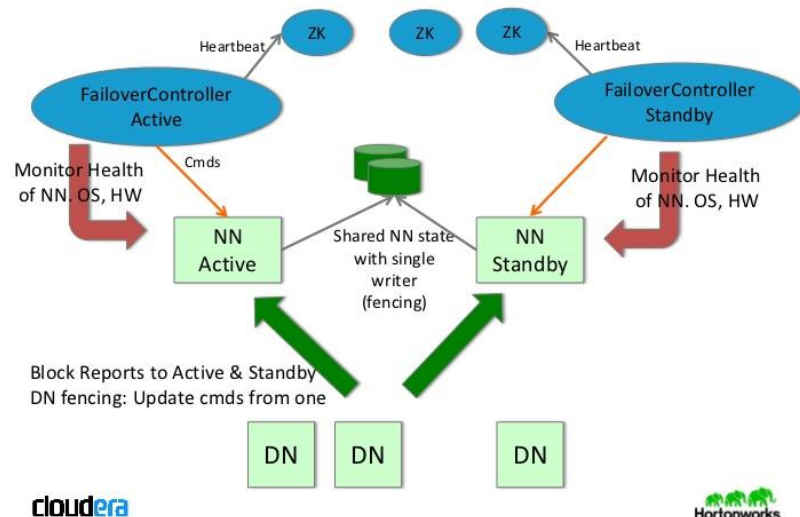 ZK
ZK
ZK
Heartbeat
Heartbeat
FailoverController
Active
FailoverController
Standby
Cmds
Monitor Health
of NN. OS, HW
Monitor Health
of NN. OS, HW
NN
Active
Shared NN state
with single
writer
(fencing)
NN
Standby
Block Reports to Active & Standby
DN fencing: Update cmds from one
DN
DN
DN
cloudera
Hortonworks